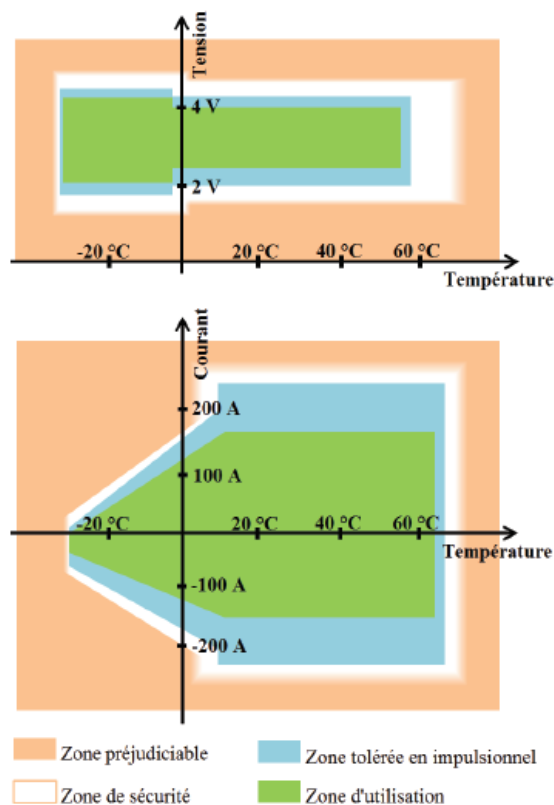 Tension
4 V
2 V
-20 °C
20 °C
40 °C
60 °C
Température
Courant
200 A
100 A
-20 °C
20 °C
40 °C
60 °C
Température
-100 A
-200 A
Zone préjudiciable
Zone tolérée en impulsionnel
Zone de sécurité
Zone d'utilisation